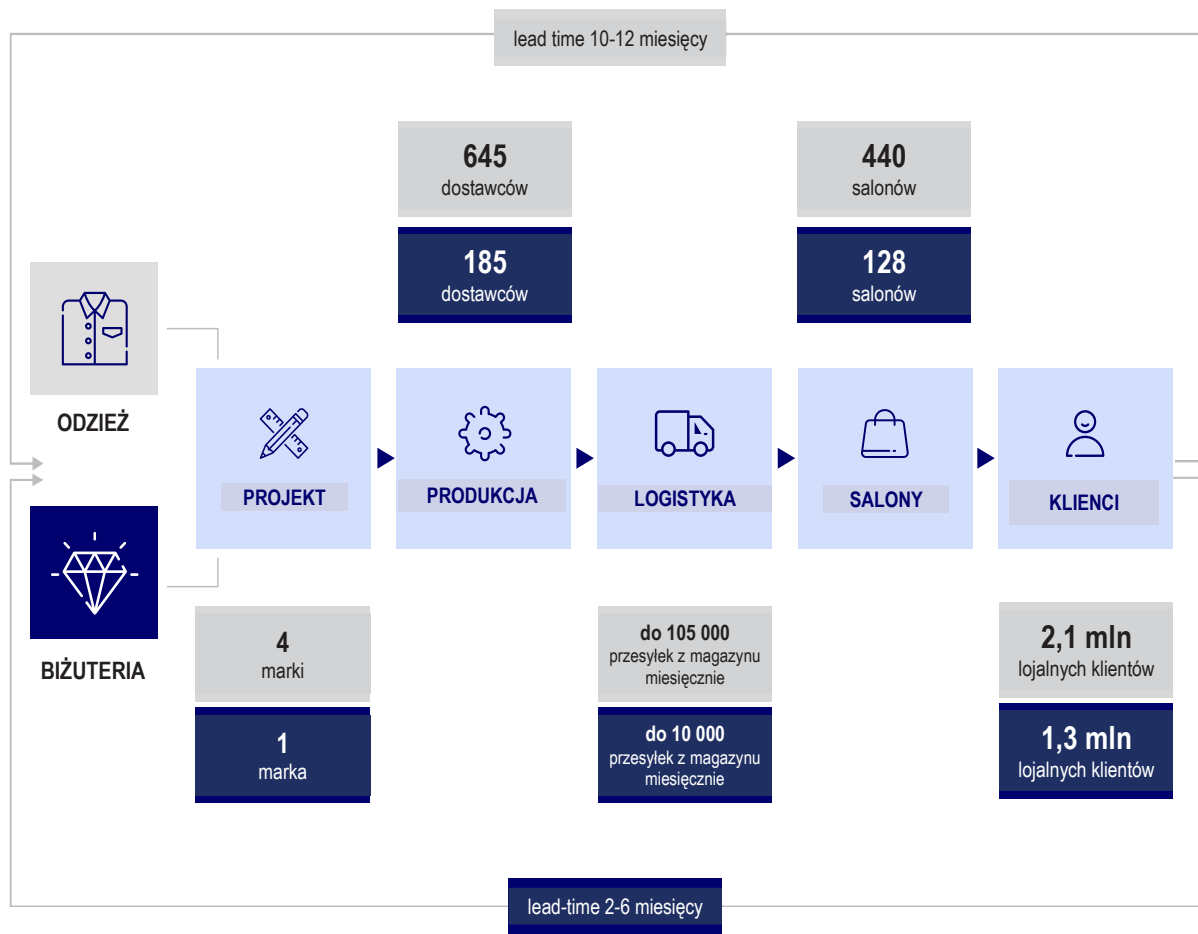 lead time 10-12 miesięcy
645
dostawców
440
salonów
185
dostawców
128
salonów
ODZIEŻ
PROJEKT
PRODUKCJA
LOGISTYKA
SALONY
KLIENCI
BIŻUTERIA
4
marki
do 105 000
przesyłek z magazynu
miesięcznie
2,1 mln
lojalnych klientów
1
marka
do 10 000
przesyłek z magazynu
miesięcznie
1,3 mln
lojalnych klientów
lead-time 2-6 miesięcy